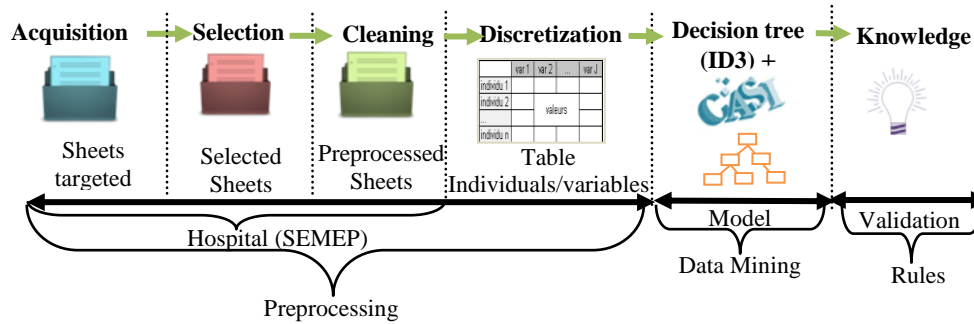 Acquisition
Selection
Cleaning
Discretization
Decision tree
(ID3) +
Knowledge
CASI
var 1 var 2 ... var J
individu 1
individu 2
...
individu n
valeurs
Sheets
targeted
Selected
Sheets
Preprocessed
Sheets
Table
Individuals/variables
Model
Validation
Hospital (SEMEP)
Data Mining
Rules
Preprocessing